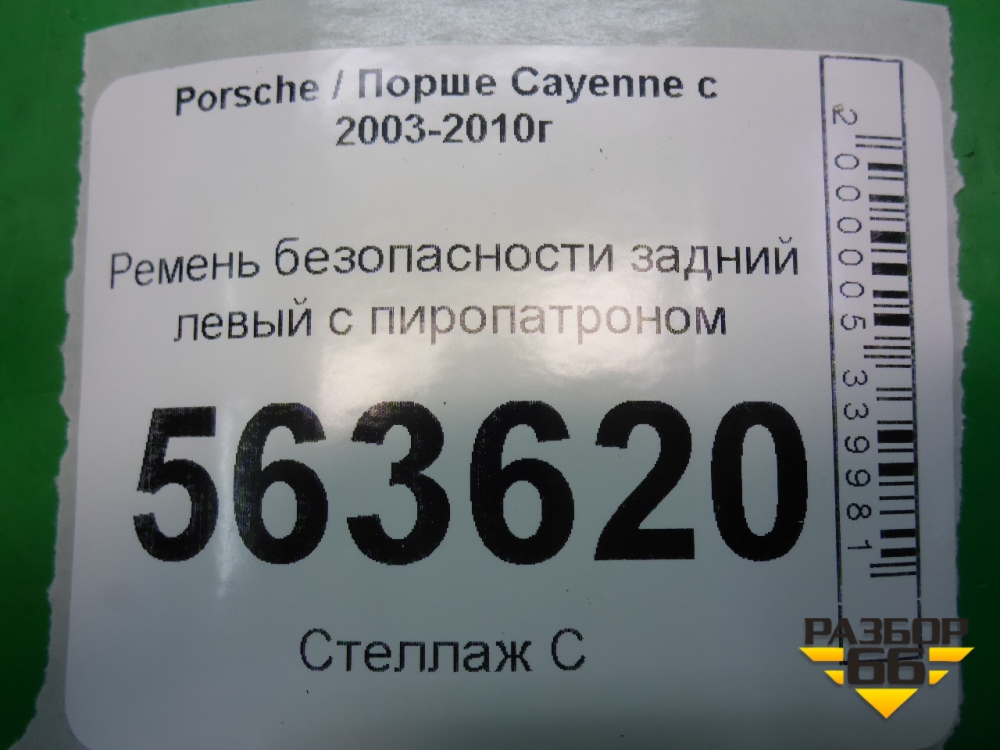 Porsche / Порше Cayenne с
2003-2010г
Ремень безопасности задний
левый с пиропатроном
563620
Стеллаж С
2000005339981
РАЗБОР
66